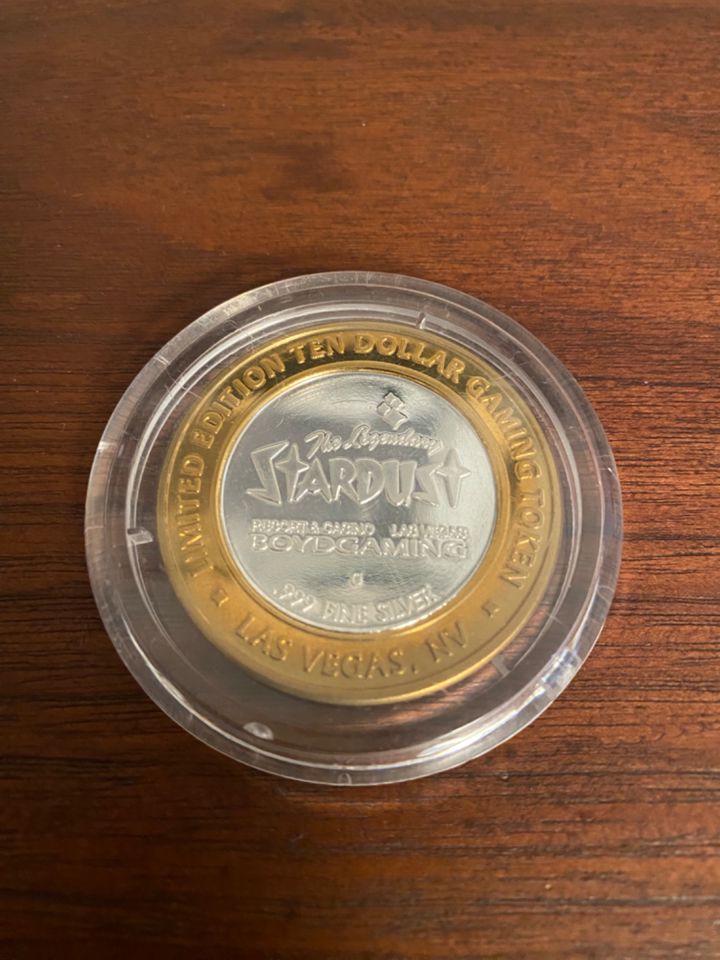 LIMITED EDITION TEN DOLLAR GAMING TOKEN
The Legendary
STARDUST
RESORT & CASINO LAS VEGAS
BOYDGAMING
G
.999 FINE SILVER
LAS VEGAS, NV